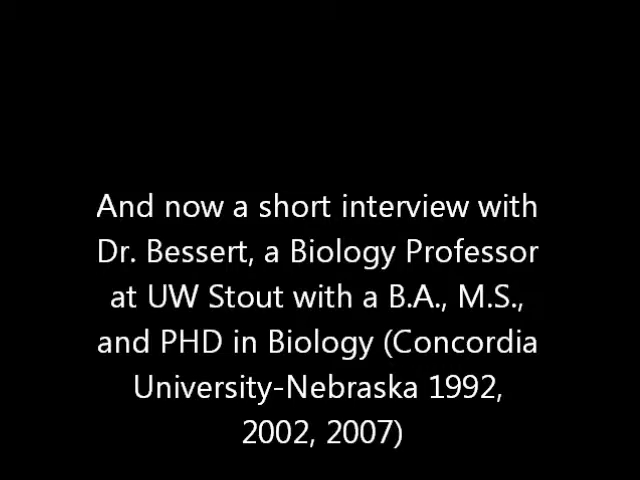 And now a short interview with
Dr. Bessert, a Biology Professor
at UW Stout with a B.A., M.S.,
and PHD in Biology (Concordia
University-Nebraska 1992,
2002, 2007)